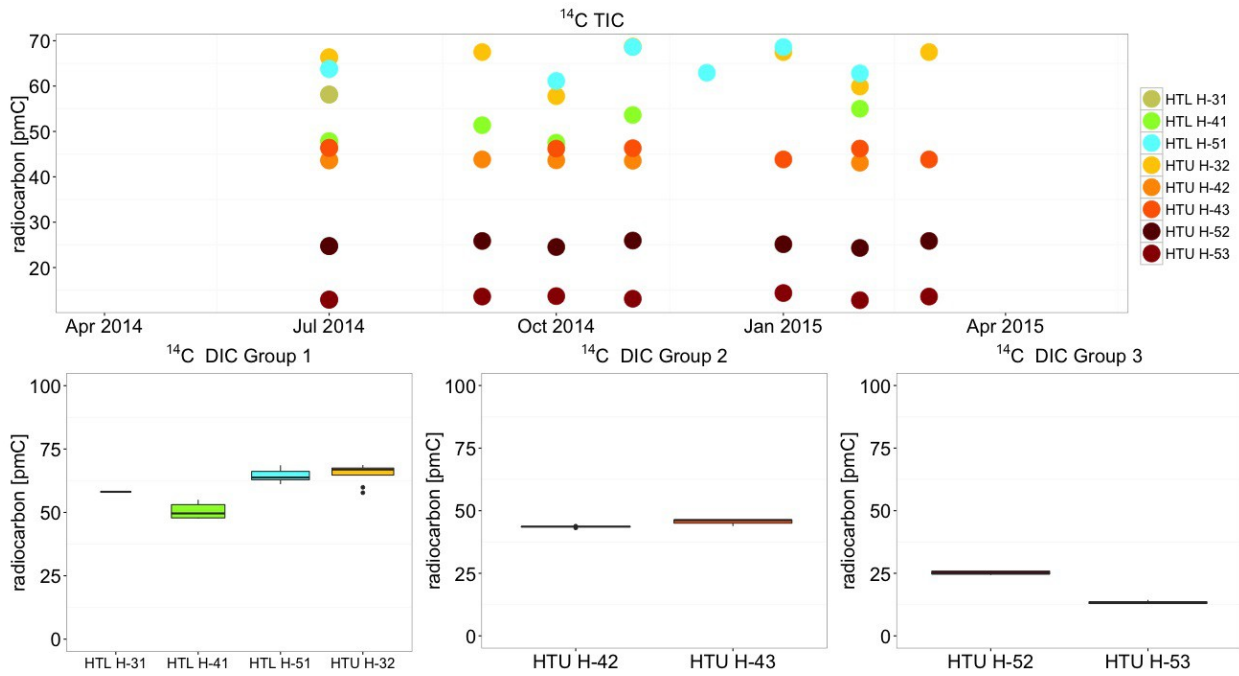 ¹⁴C TIC
radiocarbon [pmC]
70
60
50
40
30
20
Apr 2014
Jul 2014
Oct 2014
Jan 2015
Apr 2015
HTL H-31
HTL H-41
HTL H-51
HTU H-32
HTU H-42
HTU H-43
HTU H-52
HTU H-53
¹⁴C DIC Group 1
radiocarbon [pmC]
100
75
50
25
0
HTL H-31
HTL H-41
HTL H-51
HTU H-32
¹⁴C DIC Group 2
radiocarbon [pmC]
100
75
50
25
0
HTU H-42
HTU H-43
¹⁴C DIC Group 3
radiocarbon [pmC]
100
75
50
25
0
HTU H-52
HTU H-53